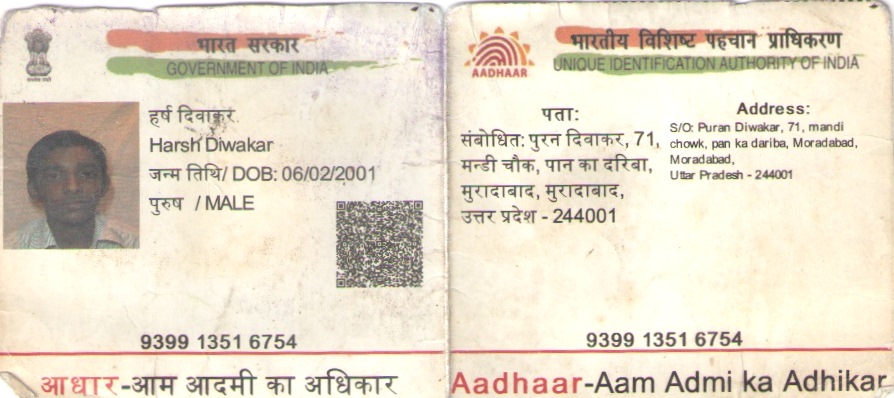 भारत सरकार
GOVERNMENT OF INDIA
हर्ष दिवाकर
Harsh Diwakar
जन्म तिथि/ DOB: 06/02/2001
पुरुष / MALE
9399 1351 6754
आधार-आम आदमी का अधिकार
AADHAAR
भारतीय विशिष्ट पहचान प्राधिकरण
UNIQUE IDENTIFICATION AUTHORITY OF INDIA
पता:
संबोधित: पुरन दिवाकर, 71,
मन्डी चौक, पान का दरिबा,
मुरादाबाद, मुरादाबाद,
उत्तर प्रदेश - 244001
Address:
S/O: Puran Diwakar, 71, mandi
chowk, pan ka dariba, Moradabad,
Moradabad,
Uttar Pradesh - 244001
9399 1351 6754
Aadhaar-Aam Admi ka Adhikar